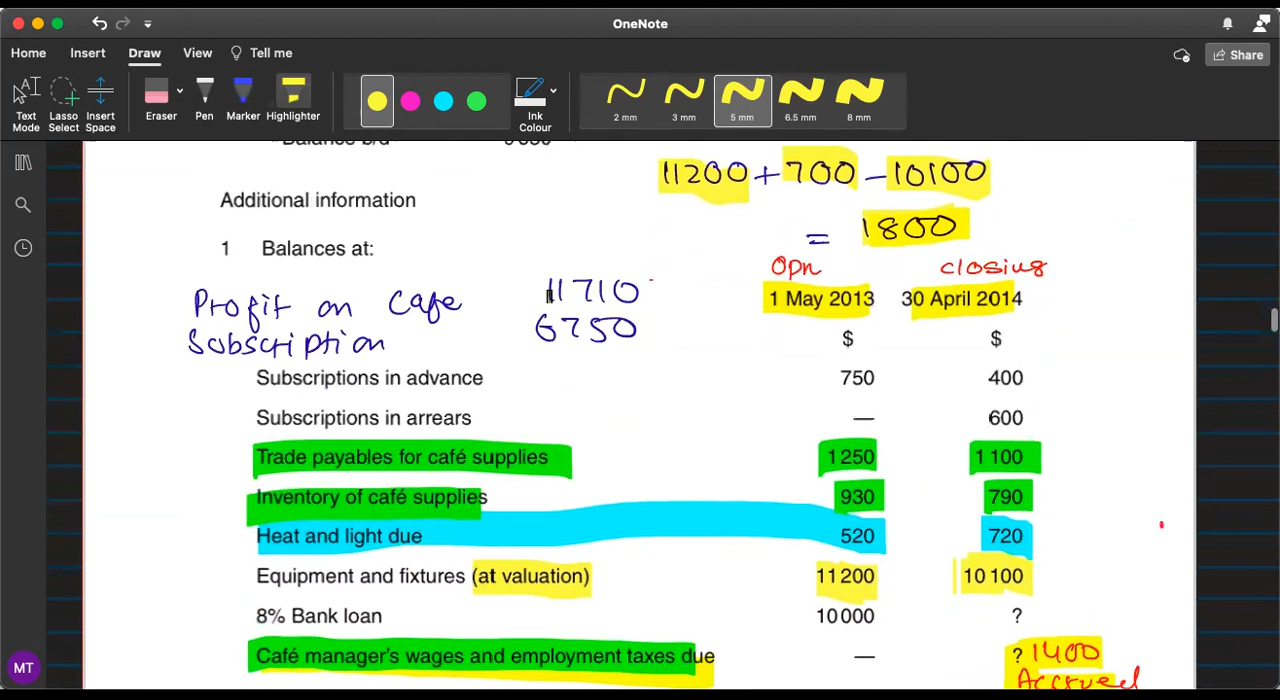 OneNote
Home Insert Draw View Tell me Share
Text Mode Lasso Select Insert Space Eraser Pen Marker Highlighter Ink Colour 2 mm 3 mm 5 mm 6.5 mm 8 mm
11200 + 700 - 10100
Additional information
= 1800
1 Balances at:
Opn closing
Profit on Cafe 11710 1 May 2013 30 April 2014
Subscription 6750 $ $
Subscriptions in advance 750 400
Subscriptions in arrears — 600
Trade payables for café supplies 1 250 1 100
Inventory of café supplies 930 790
Heat and light due 520 720
Equipment and fixtures (at valuation) 11 200 10 100
8% Bank loan 10 000 ?
Café manager's wages and employment taxes due — ? 1400
Accrued
MT